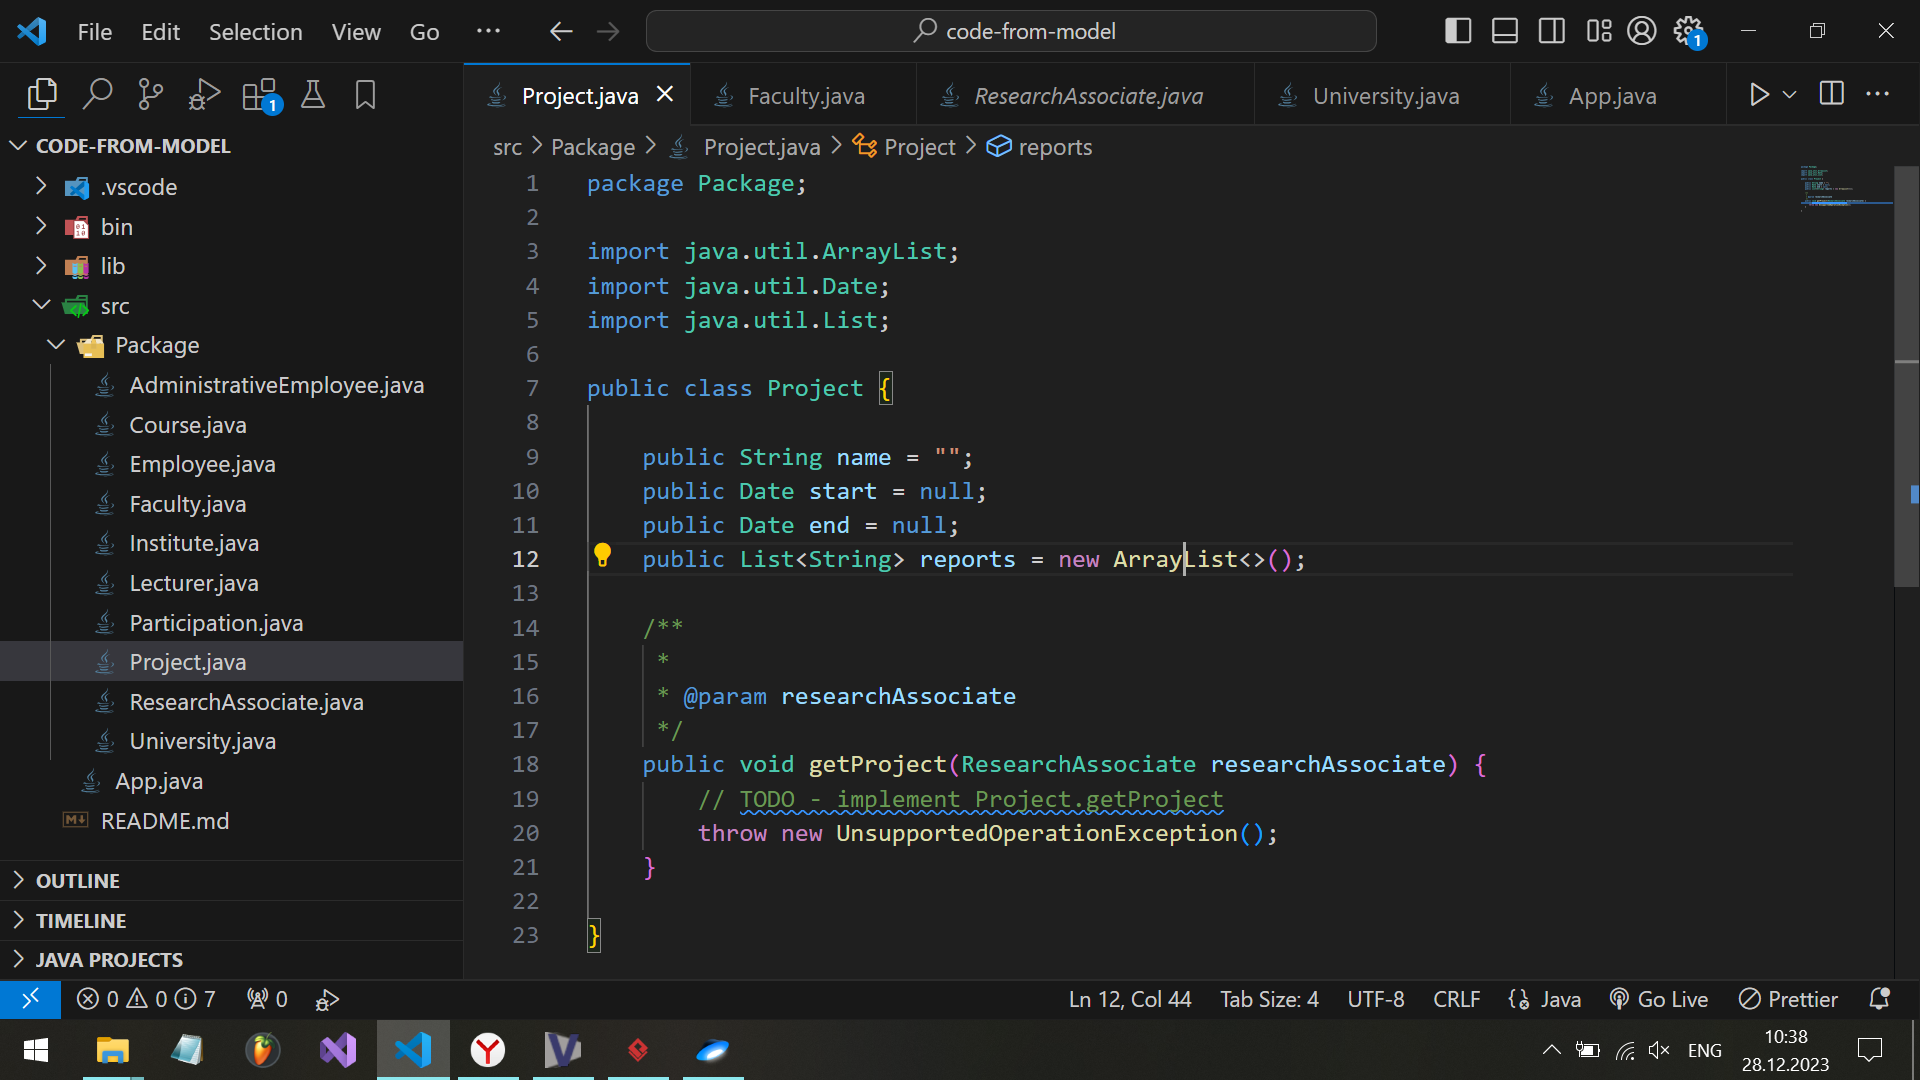 File Edit Selection View Go ··· code-from-model 1
1
Project.java Faculty.java ResearchAssociate.java University.java App.java
CODE-FROM-MODEL
.vscode
bin
lib
src
Package
AdministrativeEmployee.java
Course.java
Employee.java
Faculty.java
Institute.java
Lecturer.java
Participation.java
Project.java
ResearchAssociate.java
University.java
App.java
README.md
OUTLINE
TIMELINE
JAVA PROJECTS
src > Package > Project.java > Project > reports
1 package Package;
2
3 import java.util.ArrayList;
4 import java.util.Date;
5 import java.util.List;
6
7 public class Project {
8
9 public String name = "";
10 public Date start = null;
11 public Date end = null;
12 public List<String> reports = new ArrayList<>();
13
14 /**
15 *
16 * @param researchAssociate
17 */
18 public void getProject(ResearchAssociate researchAssociate) {
19 // TODO - implement Project.getProject
20 throw new UnsupportedOperationException();
21 }
22
23 }
0 0 7 0 Ln 12, Col 44 Tab Size: 4 UTF-8 CRLF Java Go Live Prettier
ENG
10:38
28.12.2023